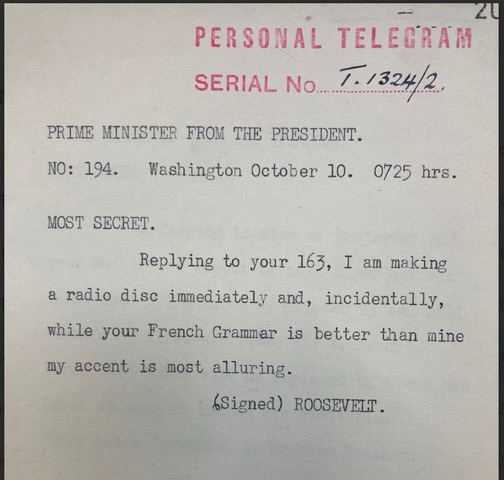 PERSONAL TELEGRAM
SERIAL No T.1324/2.
PRIME MINISTER FROM THE PRESIDENT.
NO: 194. Washington October 10. 0725 hrs.
MOST SECRET.
Replying to your 163, I am making
a radio disc immediately and, incidentally,
while your French Grammar is better than mine
my accent is most alluring.
(Signed) ROOSEVELT.